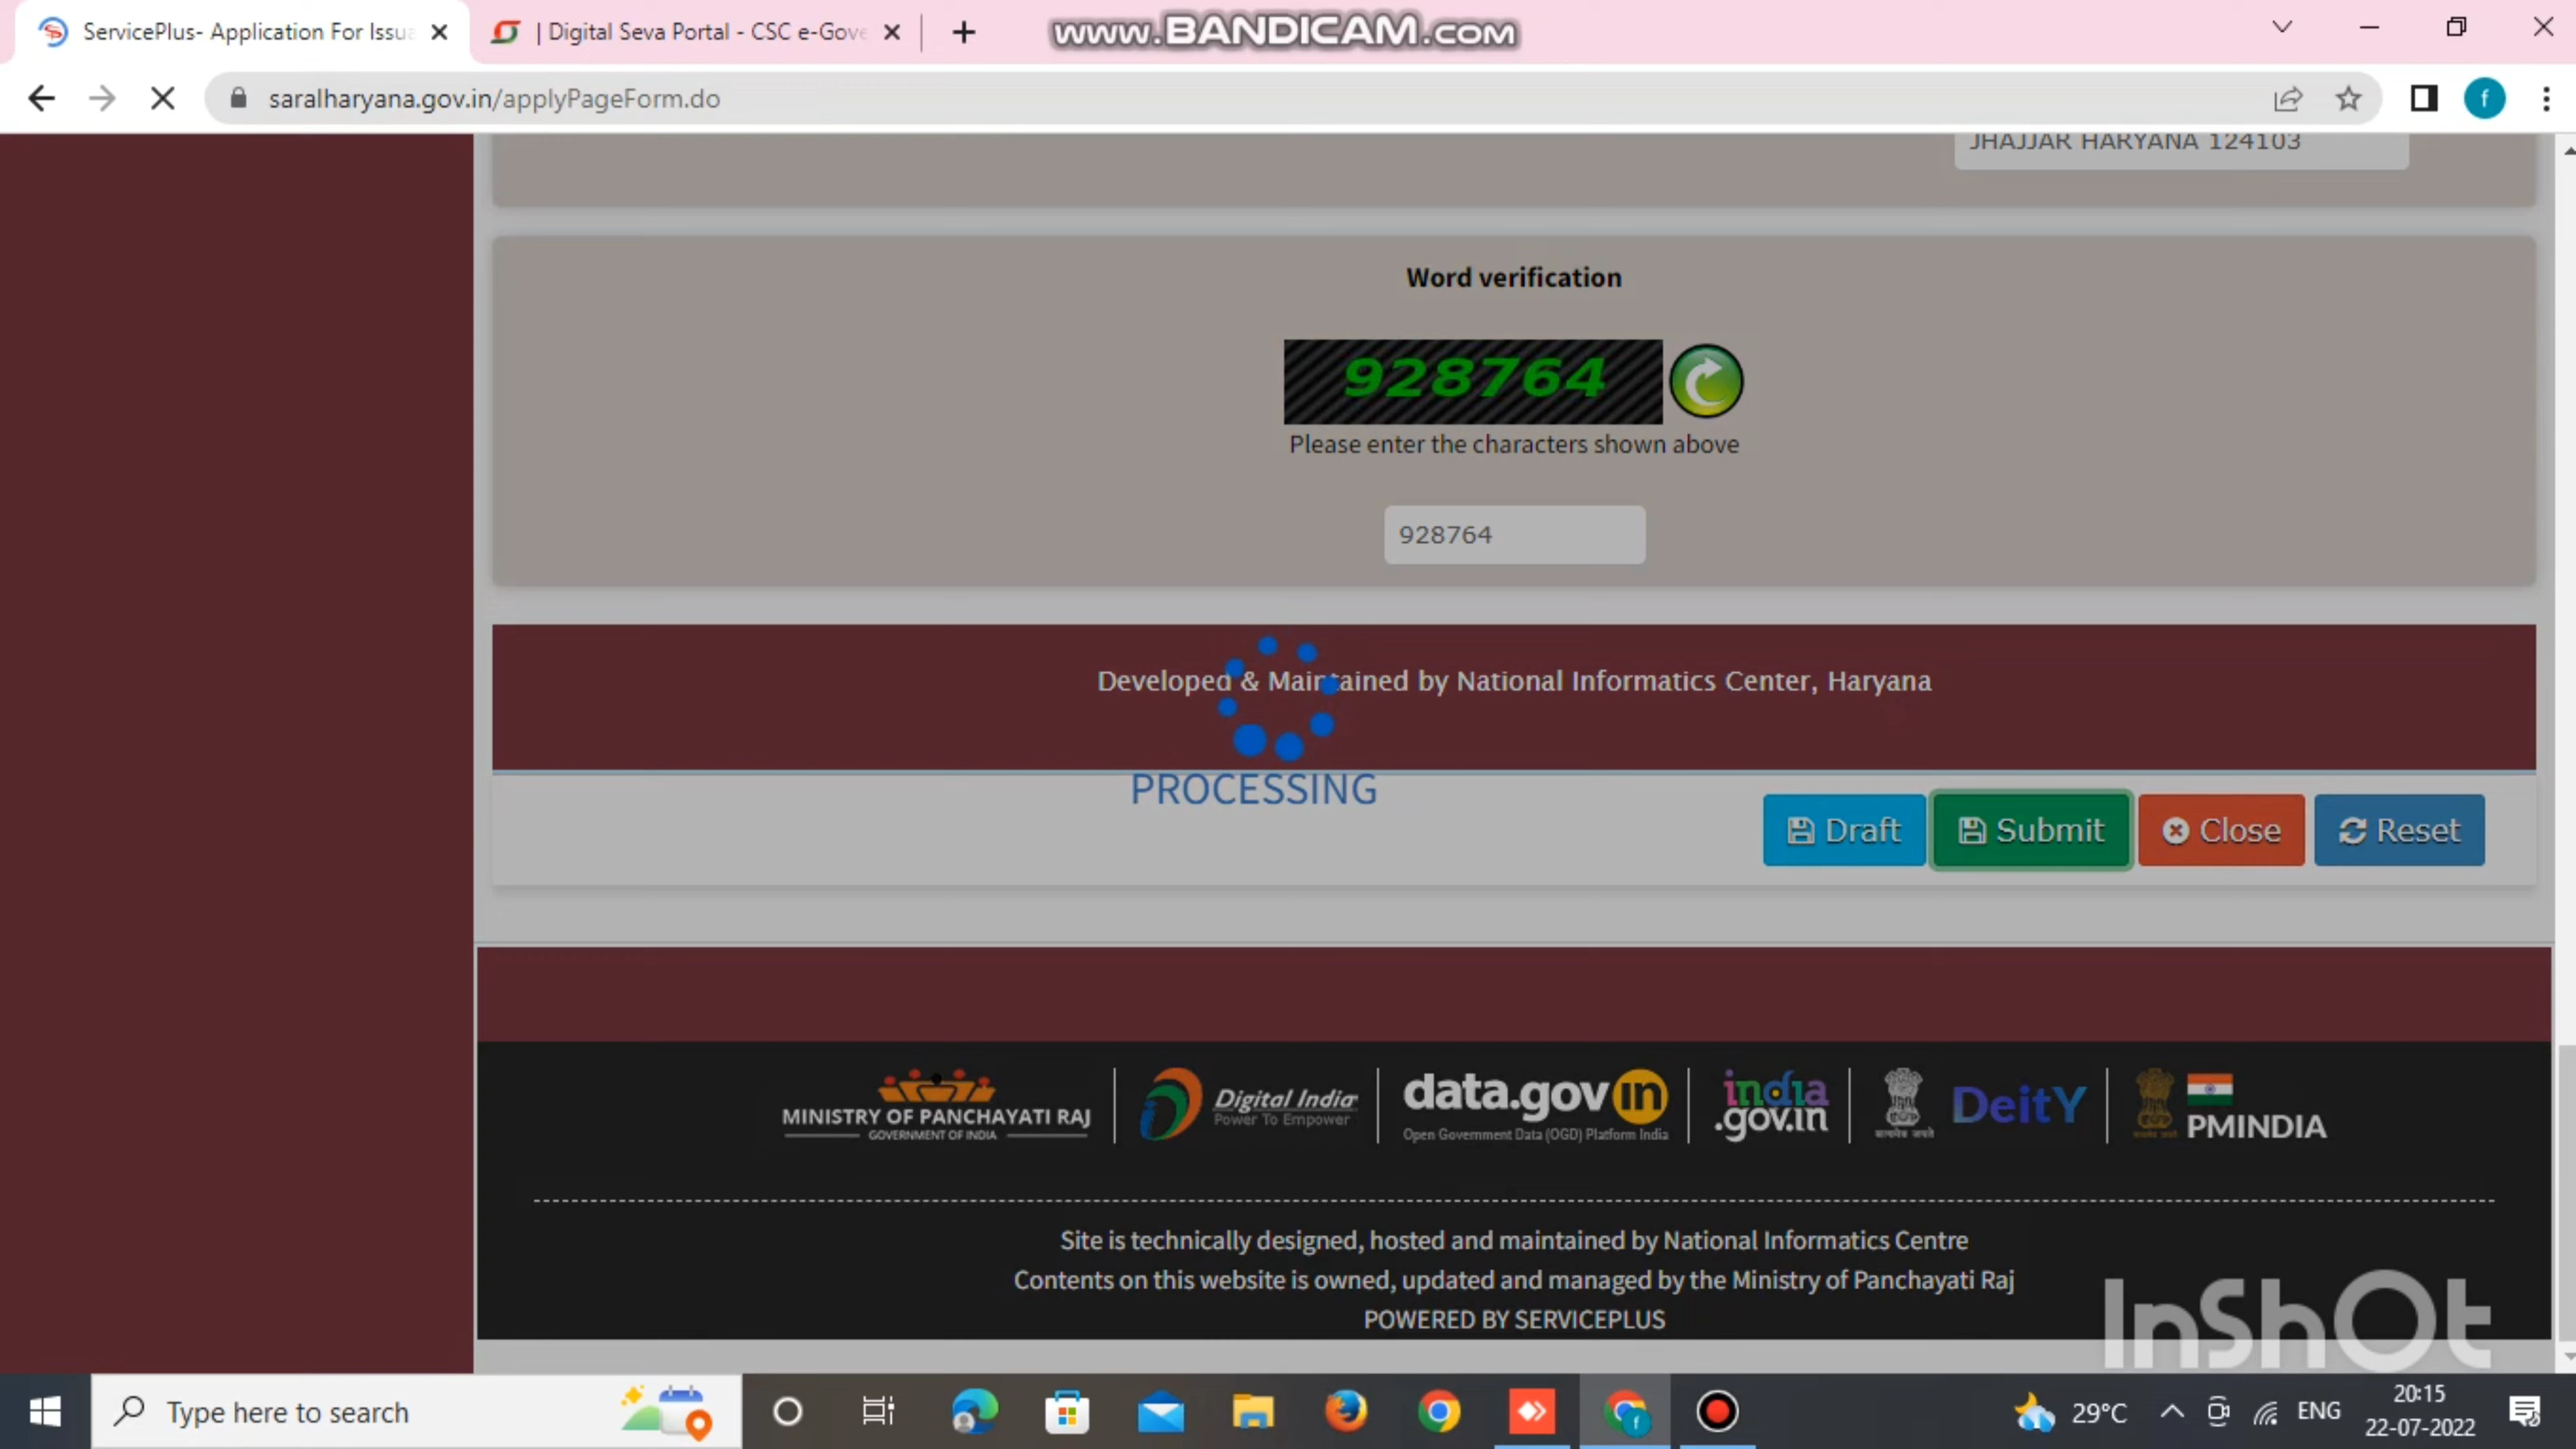 ServicePlus- Application For Issua
| Digital Seva Portal - CSC e-Gove
www.BANDICAM.com
saralharyana.gov.in/applyPageForm.do
f
JHAJJAR HARYANA 124103
Word verification
928764
Please enter the characters shown above
928764
Developed & Maintained by National Informatics Center, Haryana
PROCESSING
Draft
Submit
Close
Reset
MINISTRY OF PANCHAYATI RAJ
GOVERNMENT OF INDIA
Digital India
Power To Empower
data.gov in
Open Government Data (OGD) Platform India
india
.gov.in
सत्यमेव जयते
DeitY
PMINDIA
Site is technically designed, hosted and maintained by National Informatics Centre
Contents on this website is owned, updated and managed by the Ministry of Panchayati Raj
POWERED BY SERVICEPLUS
InShOt
Type here to search
f
29°C
ENG
20:15
22-07-2022